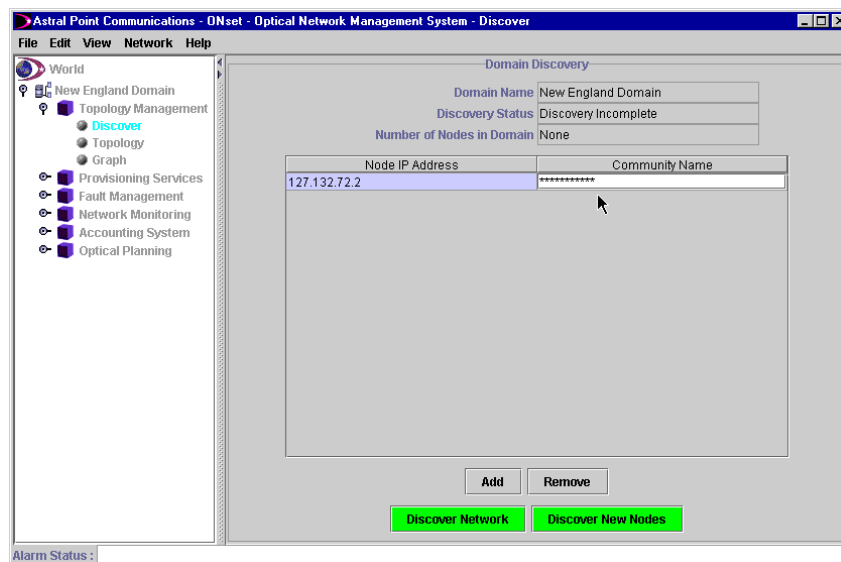 Astral Point Communications - ONset - Optical Network Management System - Discover
File Edit View Network Help
World
New England Domain
Topology Management
Discover
Topology
Graph
Provisioning Services
Fault Management
Network Monitoring
Accounting System
Optical Planning
Domain Discovery
Domain Name New England Domain
Discovery Status Discovery Incomplete
Number of Nodes in Domain None
Node IP Address Community Name
127.132.72.2 ***********
Add Remove
Discover Network Discover New Nodes
Alarm Status :